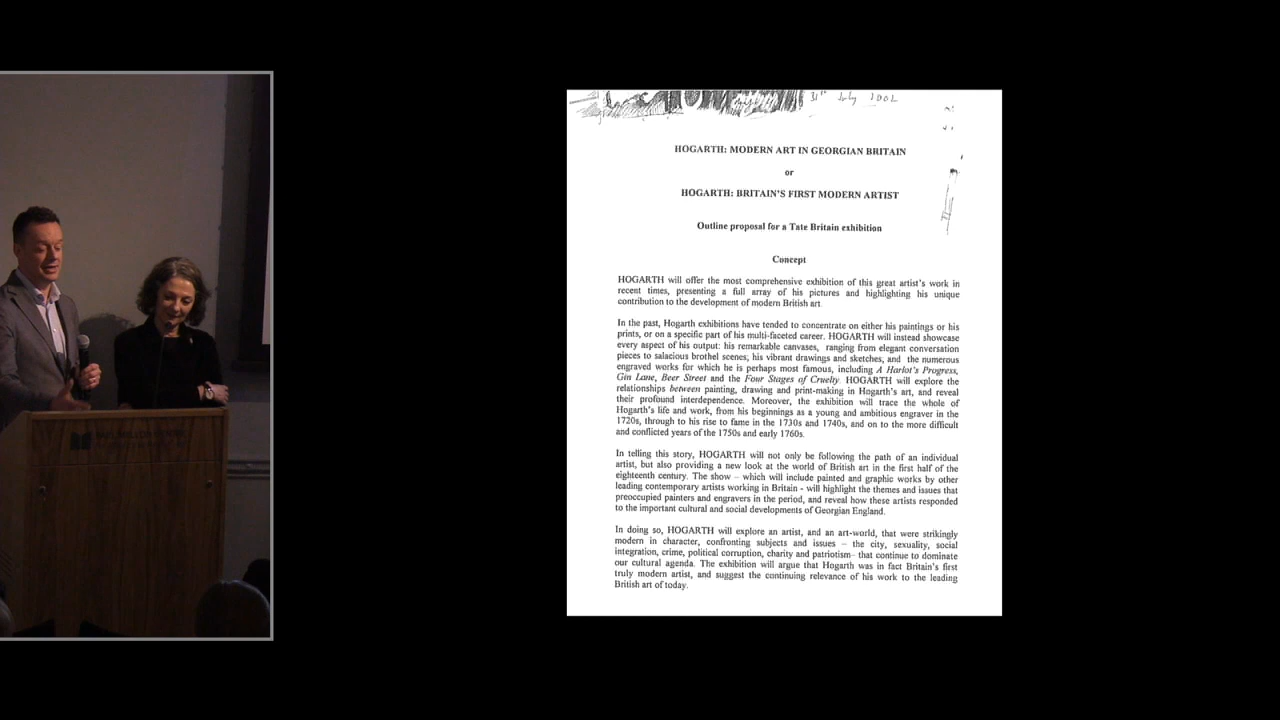 31st July 2002
HOGARTH: MODERN ART IN GEORGIAN BRITAIN
or
HOGARTH: BRITAIN'S FIRST MODERN ARTIST
Outline proposal for a Tate Britain exhibition
Concept
HOGARTH will offer the most comprehensive exhibition of this great artist's work in
recent times, presenting a full array of his pictures and highlighting his unique
contribution to the development of modern British art
In the past, Hogarth exhibitions have tended to concentrate on either his paintings or his
prints, or on a specific part of his multi-faceted career. HOGARTH will instead showcase
every aspect of his output: his remarkable canvases, ranging from elegant conversation
pieces to salacious brothel scenes; his vibrant drawings and sketches, and the numerous
engraved works for which he is perhaps most famous, including A Harlot's Progress,
Gin Lane, Beer Street and the Four Stages of Cruelty. HOGARTH will explore the
relationships between painting, drawing and print-making in Hogarth's art, and reveal
their profound interdependence. Moreover, the exhibition will trace the whole of
Hogarth's life and work, from his beginnings as a young and ambitious engraver in the
1720s, through to his rise to fame in the 1730s and 1740s, and on to the more difficult
and conflicted years of the 1750s and early 1760s.
In telling this story, HOGARTH will not only be following the path of an individual
artist, but also providing a new look at the world of British art in the first half of the
eighteenth century. The show – which will include painted and graphic works by other
leading contemporary artists working in Britain - will highlight the themes and issues that
preoccupied painters and engravers in the period, and reveal how these artists responded
to the important cultural and social developments of Georgian England.
In doing so, HOGARTH will explore an artist, and an art-world, that were strikingly
modern in character, confronting subjects and issues – the city, sexuality, social
integration, crime, political corruption, charity and patriotism– that continue to dominate
our cultural agenda. The exhibition will argue that Hogarth was in fact Britain's first
truly modern artist, and suggest the continuing relevance of his work to the leading
British art of today.